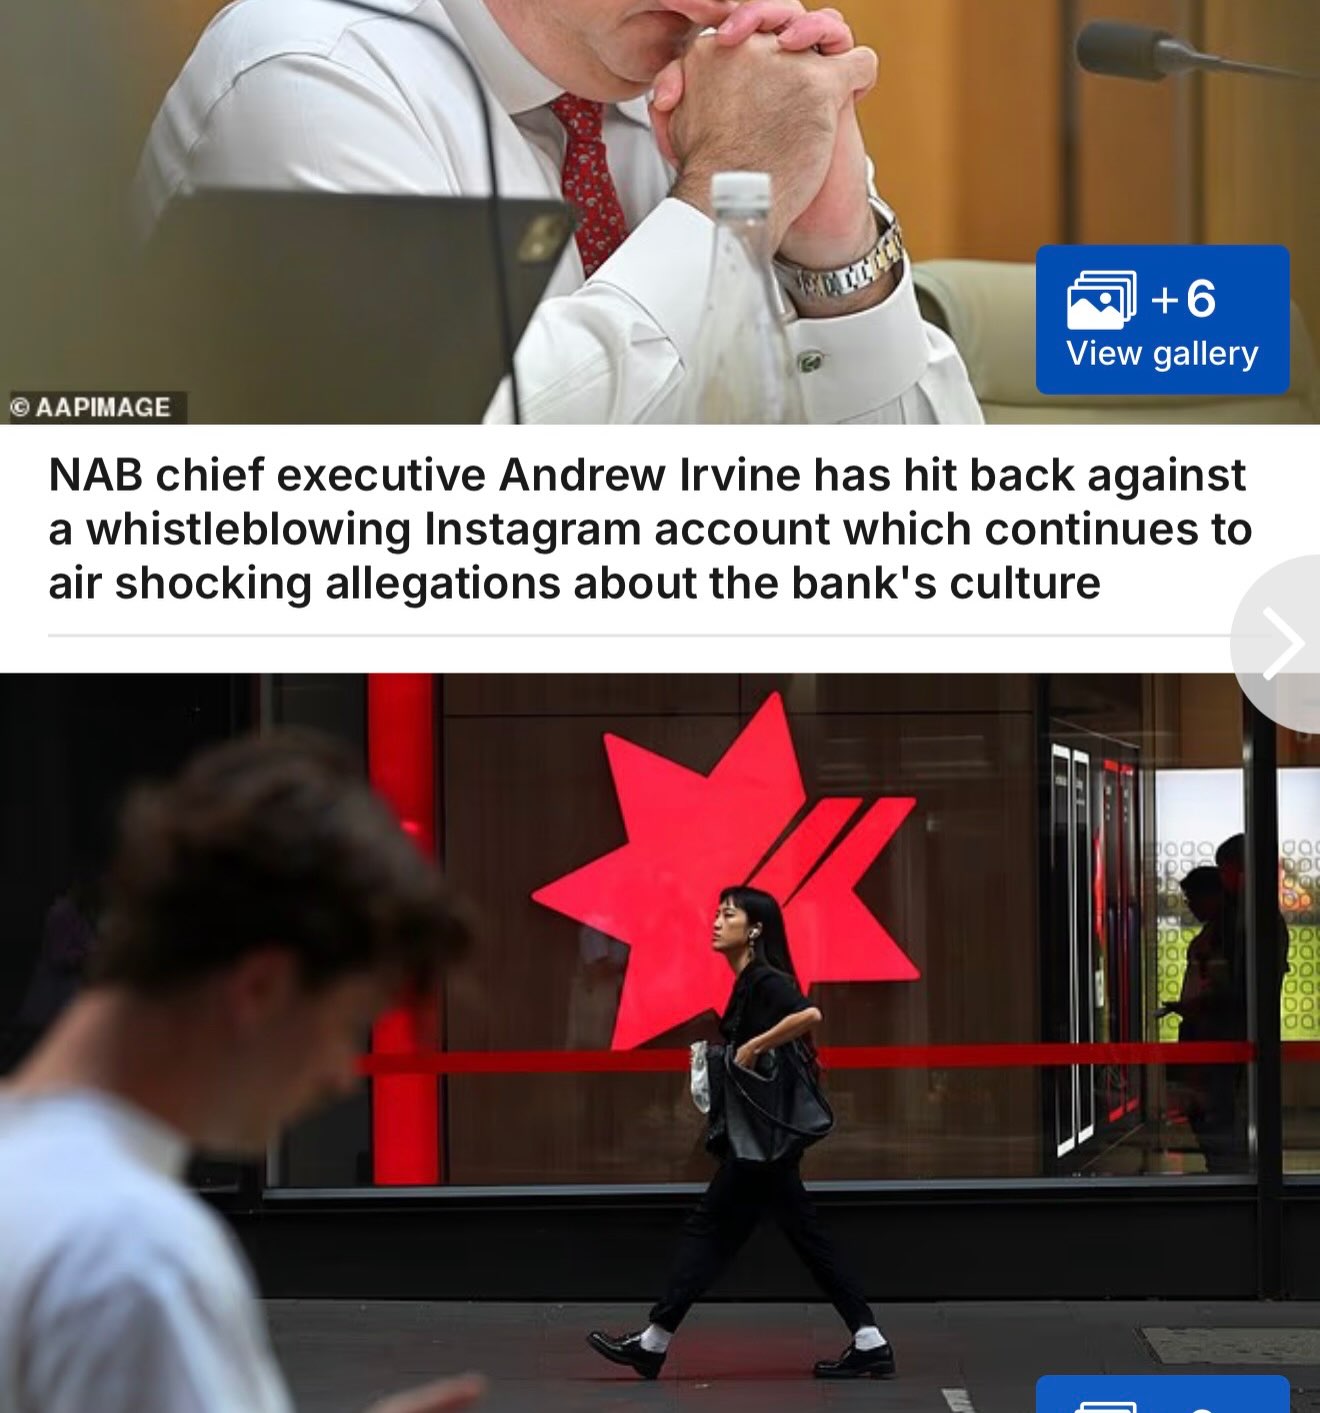 +6
View gallery
© AAPIMAGE
NAB chief executive Andrew Irvine has hit back against
a whistleblowing Instagram account which continues to
air shocking allegations about the bank's culture